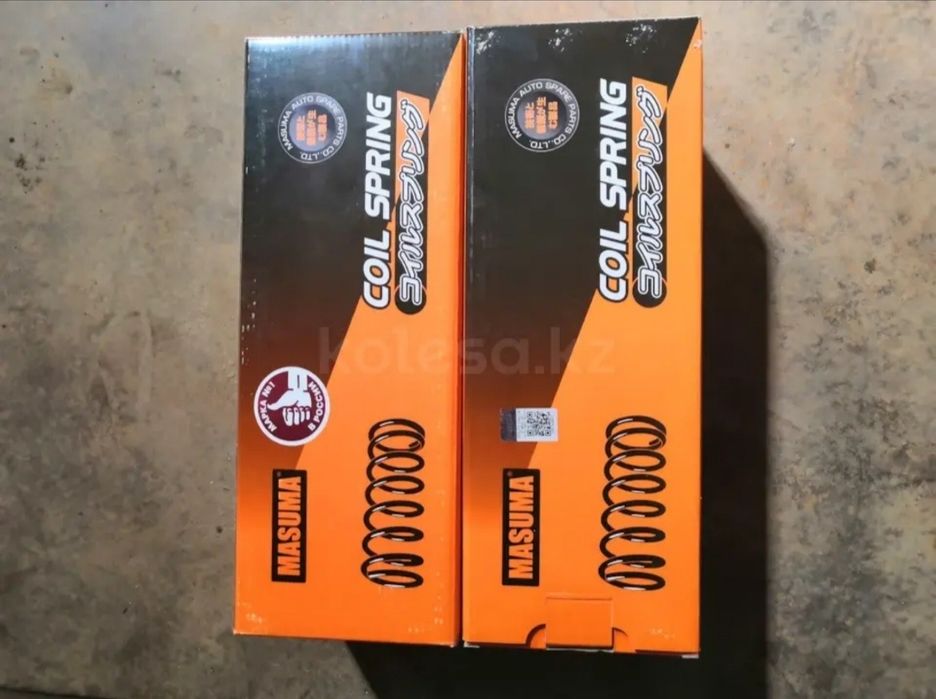 MASUMA AUTO SPARE PARTS CO.,LTD.
COIL SPRING
コイルスプリング
МАРКА №1
В РОССИИ
MASUMA
MASUMA AUTO SPARE PARTS CO.,LTD.
COIL SPRING
コイルスプリング
MASUMA
kolesa.kz